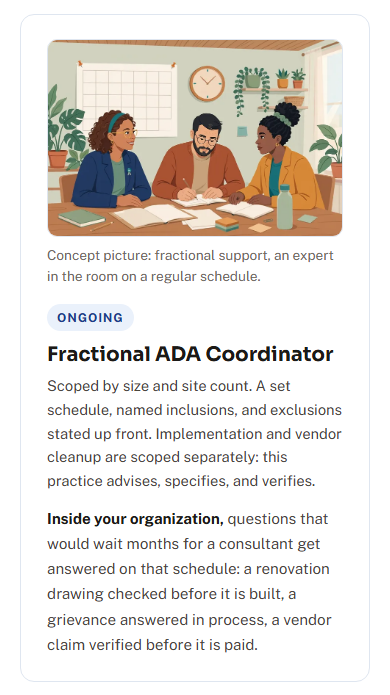 Concept picture: fractional support, an expert
in the room on a regular schedule.
ONGOING
Fractional ADA Coordinator
Scoped by size and site count. A set
schedule, named inclusions, and exclusions
stated up front. Implementation and vendor
cleanup are scoped separately: this
practice advises, specifies, and verifies.
Inside your organization, questions that
would wait months for a consultant get
answered on that schedule: a renovation
drawing checked before it is built, a
grievance answered in process, a vendor
claim verified before it is paid.